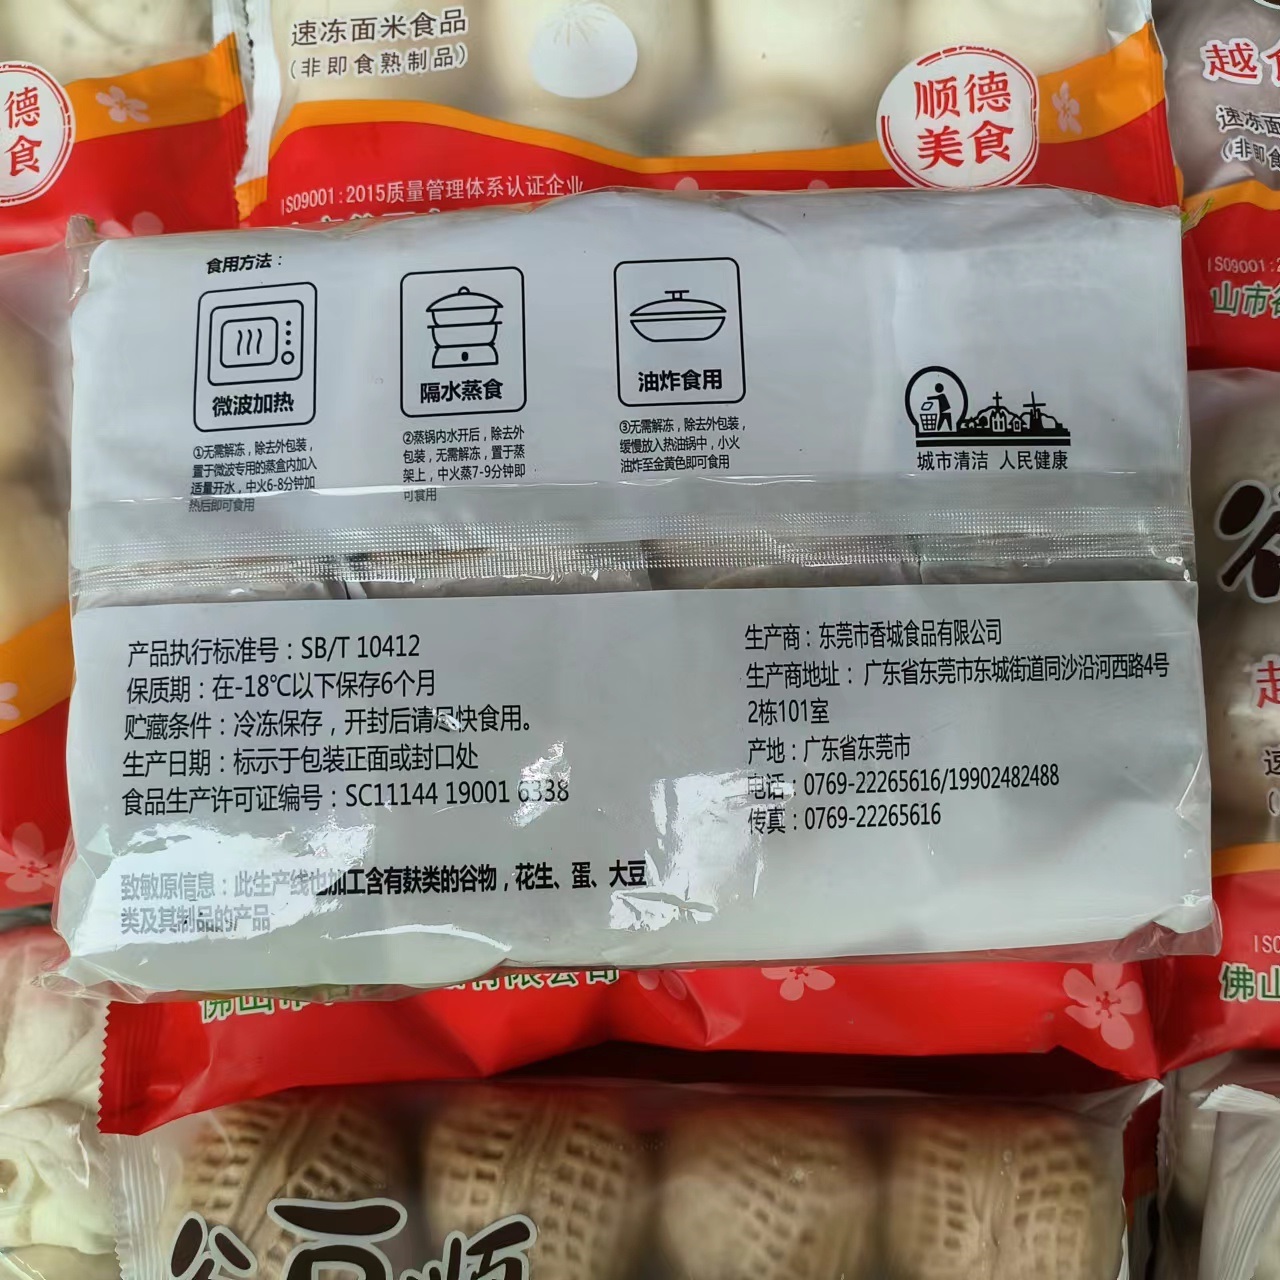 速冻面米食品
(非即食熟制品)
顺德
美食
德
食
ISO9001:2015质量管理体系认证企业
速冻面
(非即食
ISO9001:2
山市
食用方法：
微波加热
①无需解冻，除去外包装，
置于微波专用的蒸盒内加入
适量开水，中火6-8分钟加
热后即可食用
隔水蒸食
②蒸锅内水开后，除去外
包装，无需解冻，置于蒸
架上，中火蒸7-9分钟即
可食用
油炸食用
③无需解冻，除去外包装，
缓慢放入热油锅中，小火
油炸至金黄色即可食用
城市清洁 人民健康
产品执行标准号：SB/T 10412
保质期：在-18℃以下保存6个月
贮藏条件：冷冻保存，开封后请尽快食用。
生产日期：标示于包装正面或封口处
食品生产许可证编号：SC11144 19001 6338
致敏原信息：此生产线也加工含有麸类的谷物，花生、蛋、大豆
类及其制品的产品
生产商：东莞市香城食品有限公司
生产商地址： 广东省东莞市东城街道同沙沿河西路4号
2栋101室
产地：广东省东莞市
电话：0769-22265616/19902482488
传真：0769-22265616
越
佛山
有限公司
佛山